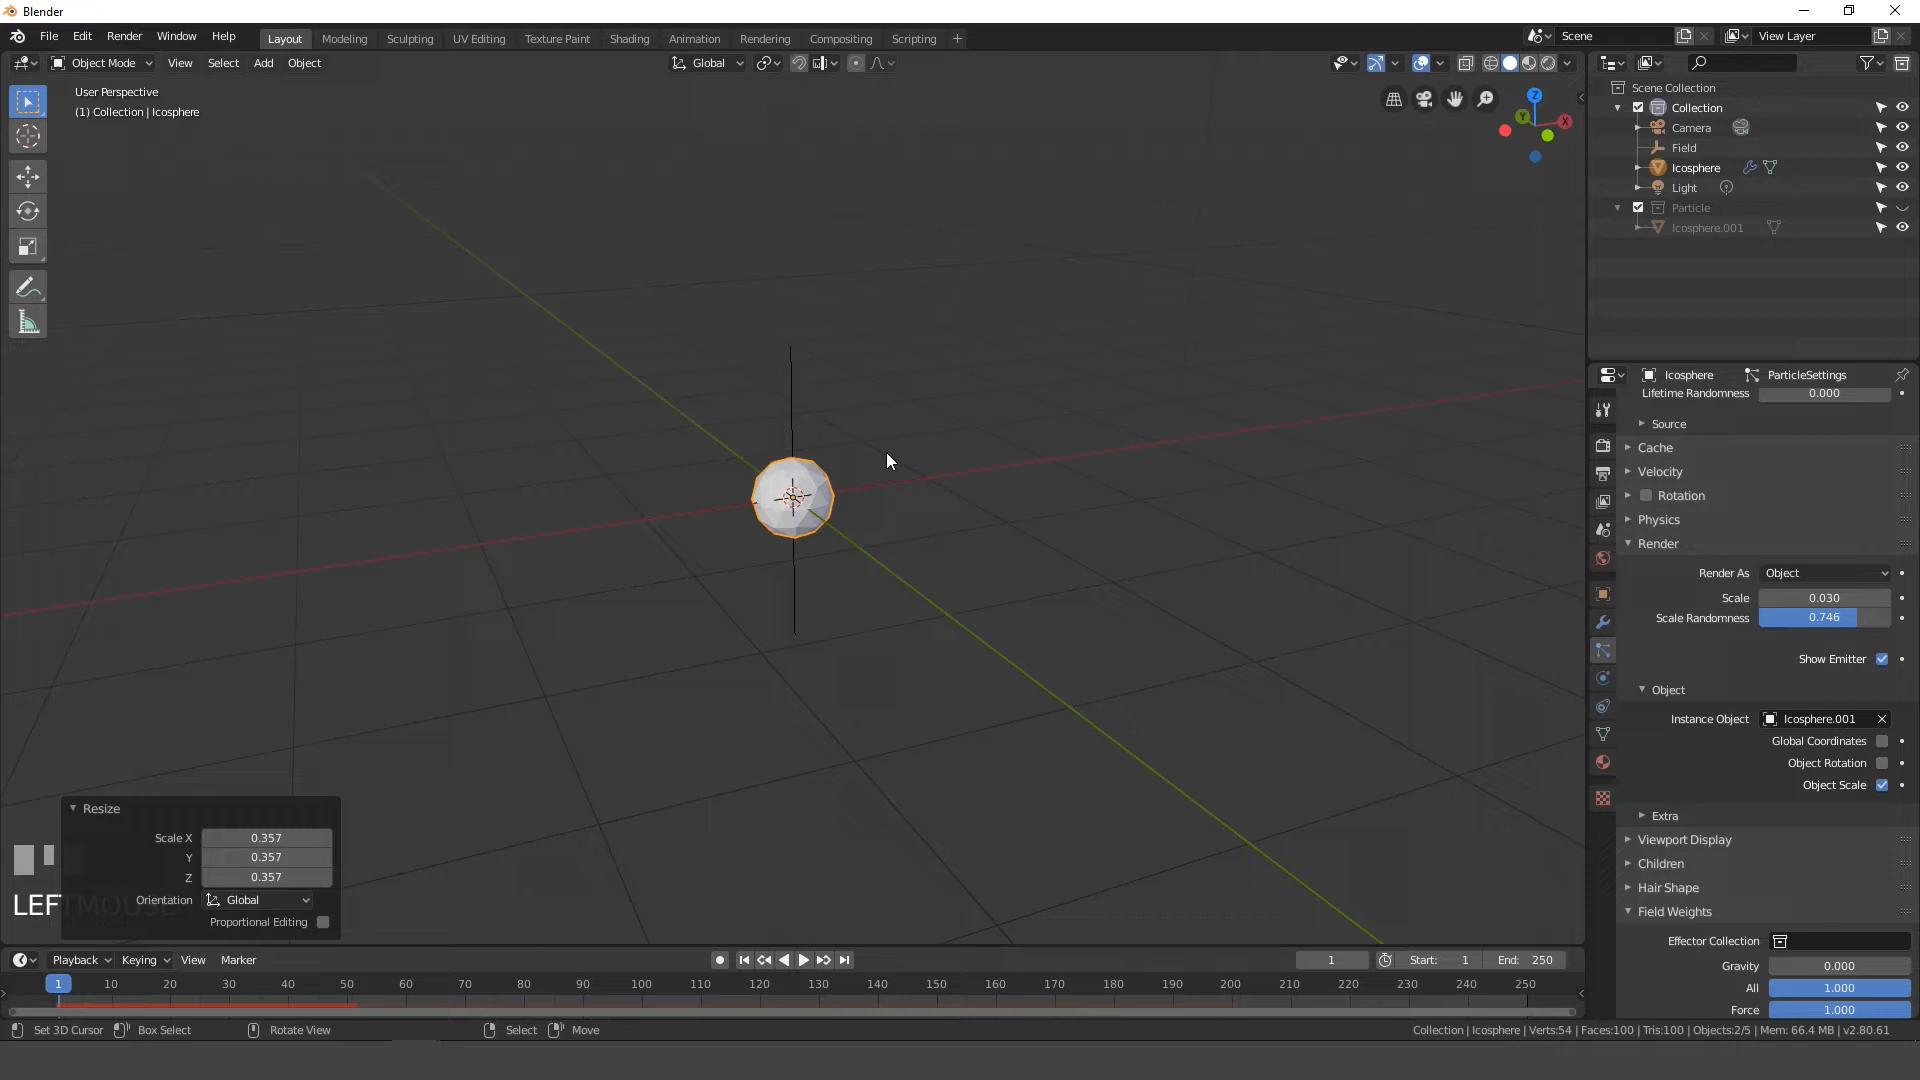 Blender
File Edit Render Window Help
Layout Modeling Sculpting UV Editing Texture Paint Shading Animation Rendering Compositing Scripting +
Scene
View Layer
Object Mode View Select Add Object
Global
User Perspective
(1) Collection | Icosphere
Z
Y
X
Scene Collection
Collection
Camera
Field
Icosphere
Light
Particle
Icosphere.001
Icosphere ParticleSettings
Lifetime Randomness 0.000
Source
Cache
Velocity
Rotation
Physics
Render
Render As Object
Scale 0.030
Scale Randomness 0.746
Show Emitter
Object
Instance Object Icosphere.001
Global Coordinates
Object Rotation
Object Scale
Extra
Viewport Display
Children
Hair Shape
Field Weights
Effector Collection
Gravity 0.000
All 1.000
Force 1.000
Resize
Scale X 0.357
Y 0.357
Z 0.357
Orientation Global
Proportional Editing
LEFTMOUSE
Playback Keying View Marker
1 Start: 1 End: 250
1 10 20 30 40 50 60 70 80 90 100 110 120 130 140 150 160 170 180 190 200 210 220 230 240 250
Set 3D Cursor Box Select Rotate View Select Move
Collection | Icosphere | Verts:54 | Faces:100 | Tris:100 | Objects:2/5 | Mem: 66.4 MB | v2.80.61